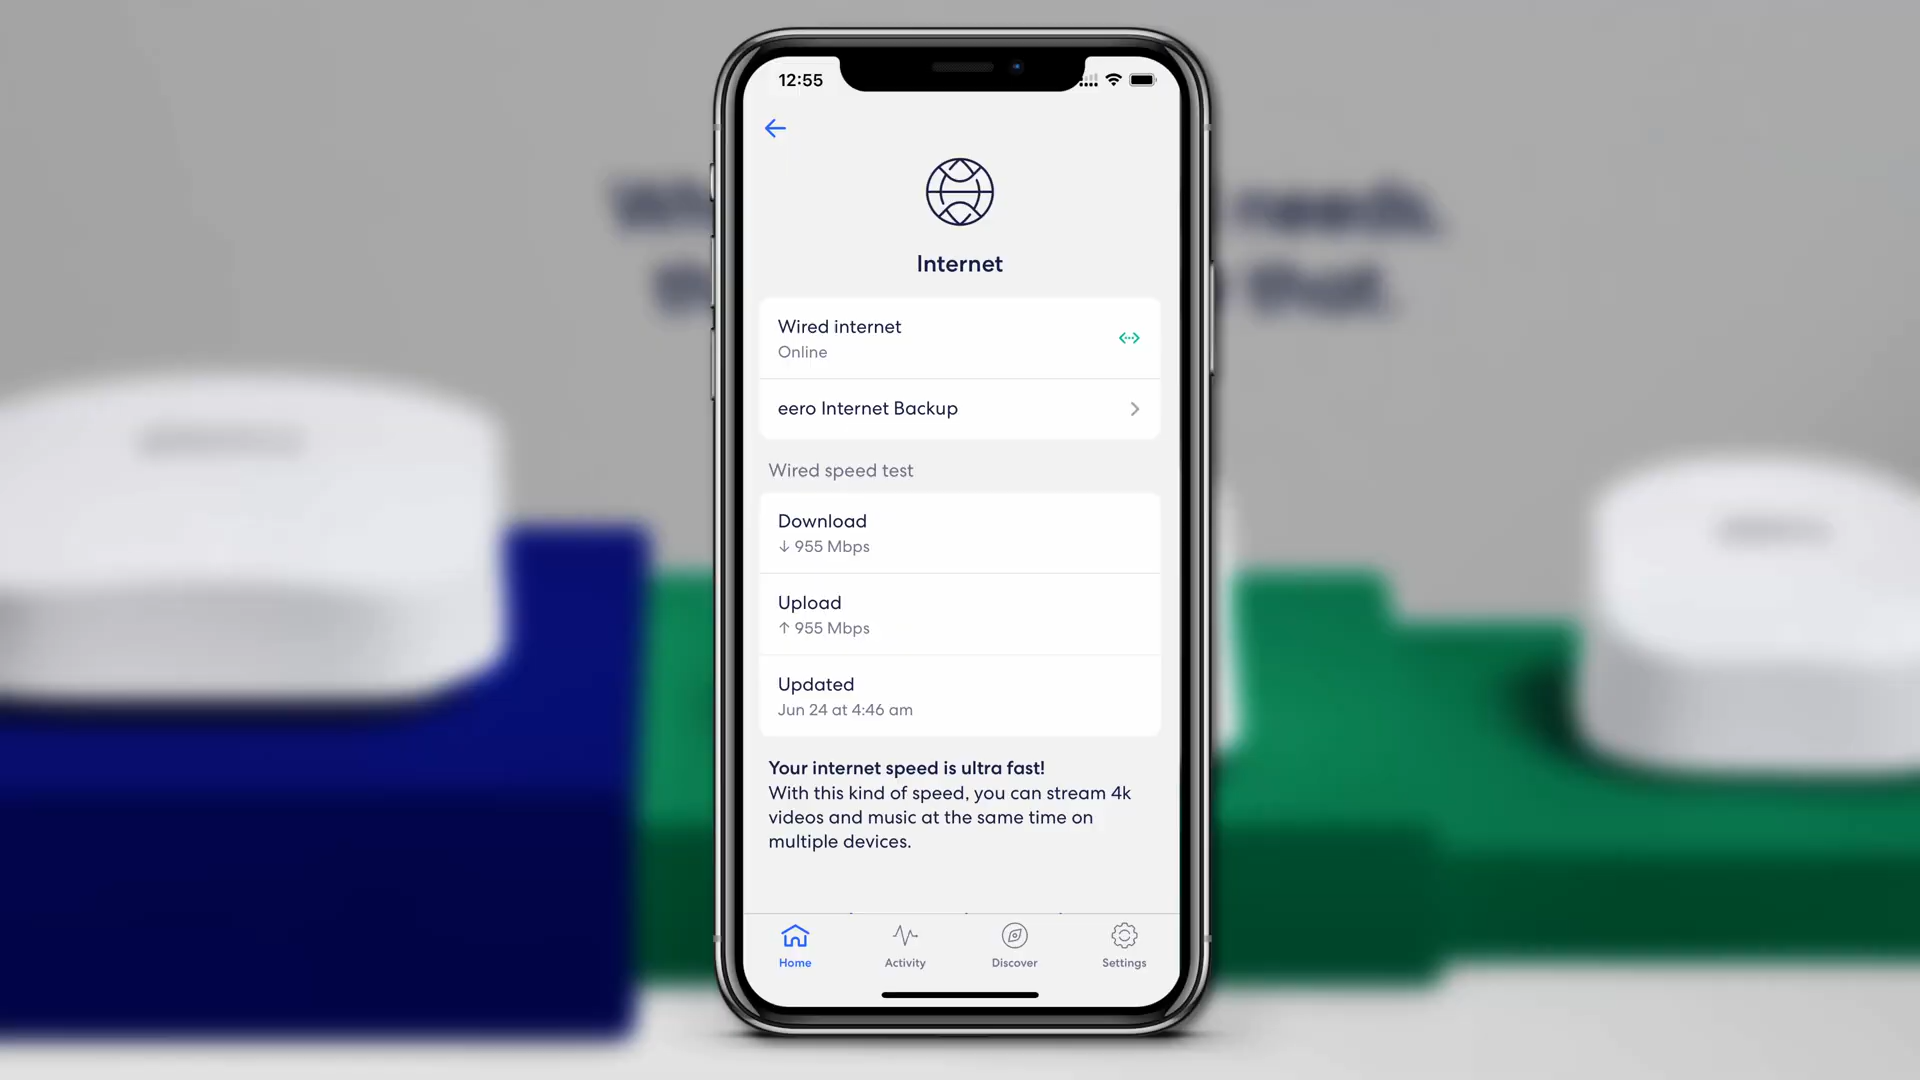 needs.
that.
12:55
Internet
Wired internet
Online
eero Internet Backup
Wired speed test
Download
↓ 955 Mbps
Upload
↑ 955 Mbps
Updated
Jun 24 at 4:46 am
Your internet speed is ultra fast!
With this kind of speed, you can stream 4k
videos and music at the same time on
multiple devices.
Home
Activity
Discover
Settings